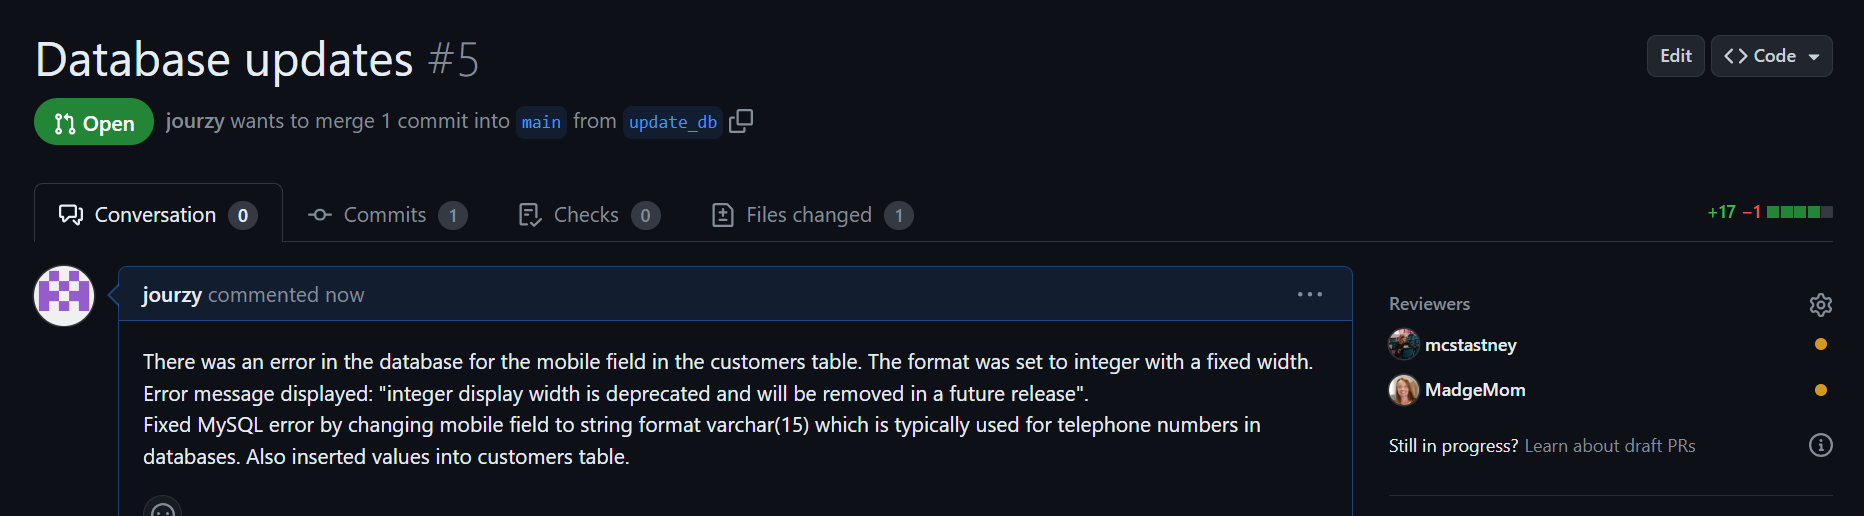 Database updates #5
Edit
Code
Open
jourzy wants to merge 1 commit into main from update_db
Conversation 0
Commits 1
Checks 0
Files changed 1
+17 −1
jourzy commented now
There was an error in the database for the mobile field in the customers table. The format was set to integer with a fixed width.
Error message displayed: "integer display width is deprecated and will be removed in a future release".
Fixed MySQL error by changing mobile field to string format varchar(15) which is typically used for telephone numbers in
databases. Also inserted values into customers table.
Reviewers
mcstastney
MadgeMom
Still in progress? Learn about draft PRs